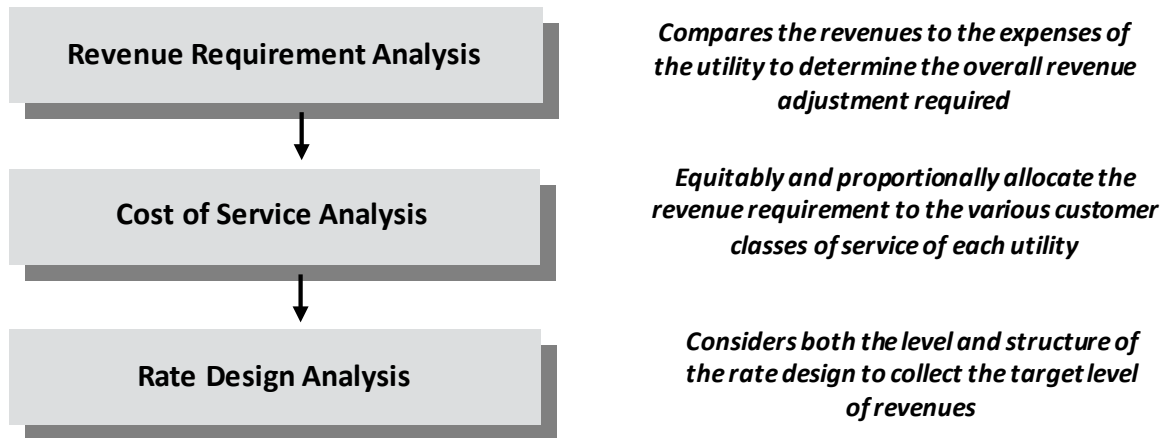 Revenue Requirement Analysis
Compares the revenues to the expenses of
the utility to determine the overall revenue
adjustment required
Cost of Service Analysis
Equitably and proportionally allocate the
revenue requirement to the various customer
classes of service of each utility
Rate Design Analysis
Considers both the level and structure of
the rate design to collect the target level
of revenues